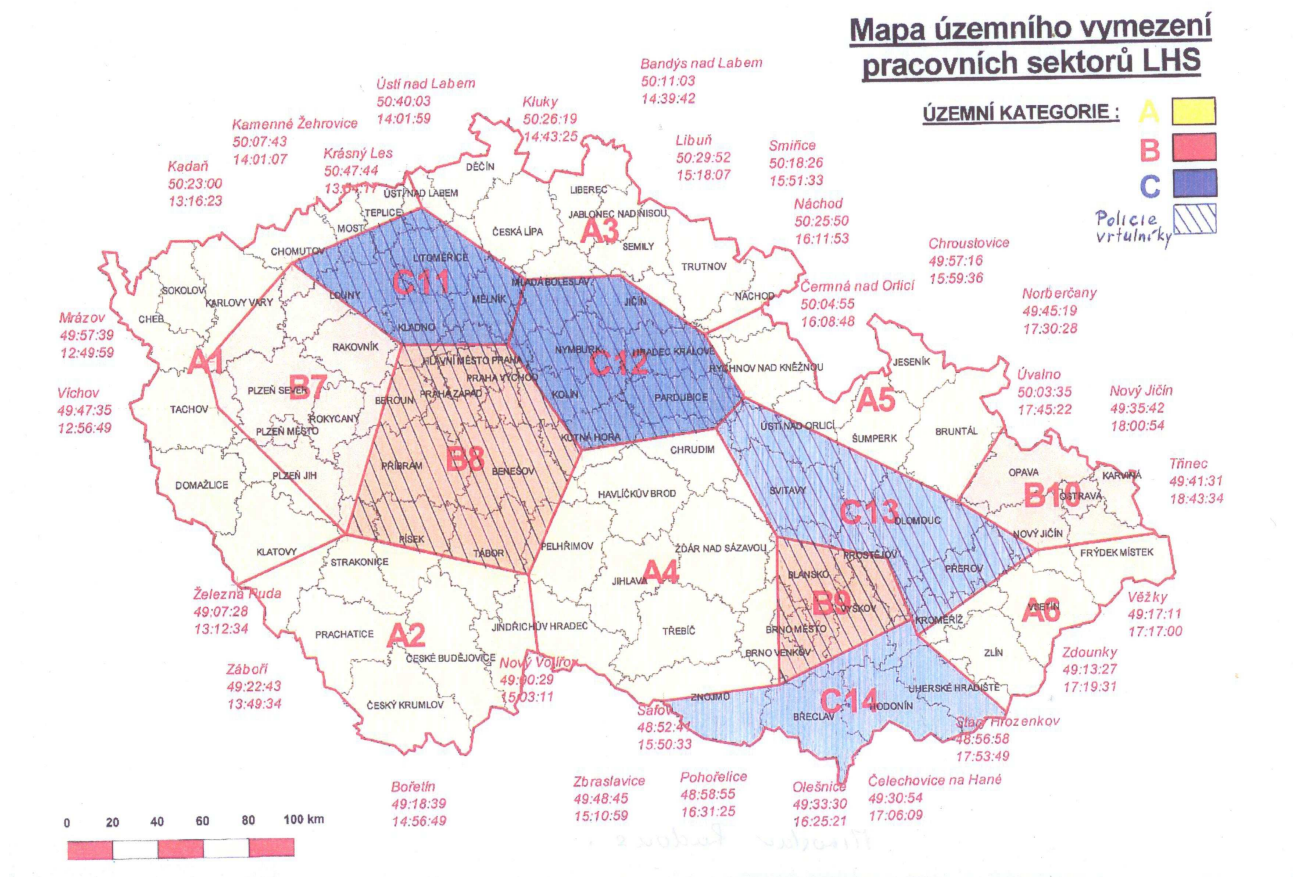 Mapa územního vymezení
pracovních sektorů LHS
ÚZEMNÍ KATEGORIE :
A
B
C
Policie
vrtulníky
Bandýs nad Labem
50:11:03
14:39:42
Ústí nad Labem
50:40:03
14:01:59
Kluky
50:26:19
14:43:25
Kamenné Žehrovice
50:07:43
14:01:07
Krásný Les
50:47:44
Kadaň
50:23:00
13:16:23
Libuň
50:29:52
15:18:07
Smiřice
50:18:26
15:51:33
Náchod
50:25:50
16:11:53
Chroustovice
49:57:16
15:59:36
Čermná nad Orlicí
50:04:55
16:08:48
Norberčany
49:45:19
17:30:28
Úvalno
50:03:35
17:45:22
Nový Jičín
49:35:42
18:00:54
Třinec
49:41:31
18:43:34
Mrázov
49:57:39
12:49:59
Víchov
49:47:35
12:56:49
DĚČÍN
ÚSTÍ NAD LABEM
TEPLICE
MOST
CHOMUTOV
LIBEREC
JABLONEC NAD NISOU
ČESKÁ LÍPA
A3
SEMILY
TRUTNOV
NÁCHOD
LITOMĚŘICE
C11
MĚLNÍK
MLADÁ BOLESLAV
JIČÍN
LOUNY
KLADNO
SOKOLOV
KARLOVY VARY
CHEB
A1
RAKOVNÍK
B7
PLZEŇ SEVER
ROKYCANY
PLZEŇ MĚSTO
PLZEŇ JIH
TACHOV
DOMAŽLICE
KLATOVY
HLAVNÍ MĚSTO PRAHA
PRAHA VÝCHOD
PRAHA ZÁPAD
BEROUN
B8
PŘÍBRAM
BENEŠOV
PÍSEK
TÁBOR
NYMBURK
C12
HRADEC KRÁLOVÉ
KOLÍN
PARDUBICE
KUTNÁ HORA
RYCHNOV NAD KNĚŽNOU
JESENÍK
A5
ÚSTÍ NAD ORLICÍ
ŠUMPERK
BRUNTÁL
CHRUDIM
SVITAVY
C13
OLOMOUC
PROSTĚJOV
PŘEROV
OPAVA
KARVINÁ
B10
OSTRAVA
NOVÝ JIČÍN
FRÝDEK MÍSTEK
HAVLÍČKŮV BROD
PELHŘIMOV
ŽĎÁR NAD SÁZAVOU
JIHLAVA
A4
TŘEBÍČ
BLANSKO
B9
VYŠKOV
BRNO MĚSTO
BRNO VENKOV
KROMĚŘÍŽ
VSETÍN
A6
ZLÍN
STRAKONICE
PRACHATICE
A2
JINDŘICHŮV HRADEC
ČESKÉ BUDĚJOVICE
ČESKÝ KRUMLOV
ZNOJMO
C14
UHERSKÉ HRADIŠTĚ
BŘECLAV
HODONÍN
Železná Ruda
49:07:28
13:12:34
Záboří
49:22:43
13:49:34
49:00:29
15:03:11
Šafov
48:52:41
15:50:33
Starý Hrozenkov
48:56:58
17:53:49
Věžky
49:17:11
17:17:00
Zdounky
49:13:27
17:19:31
Bořetín
49:18:39
14:56:49
Zbraslavice
49:48:45
15:10:59
Pohořelice
48:58:55
16:31:25
Olešnice
49:33:30
16:25:21
Čelechovice na Hané
49:30:54
17:06:09
0 20 40 60 80 100 km